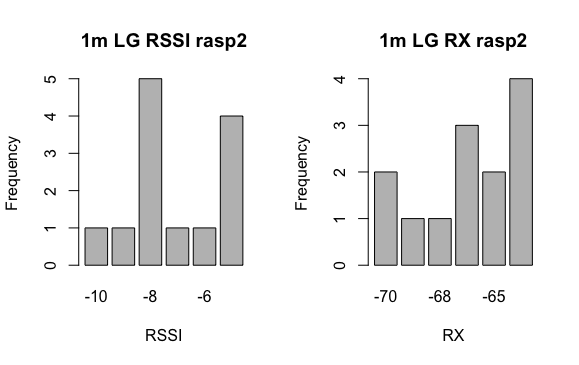 1m LG RSSI rasp2
Frequency
5
4
3
2
1
0
-10 -8 -6
RSSI
1m LG RX rasp2
Frequency
4
3
2
1
0
-70 -68 -65
RX